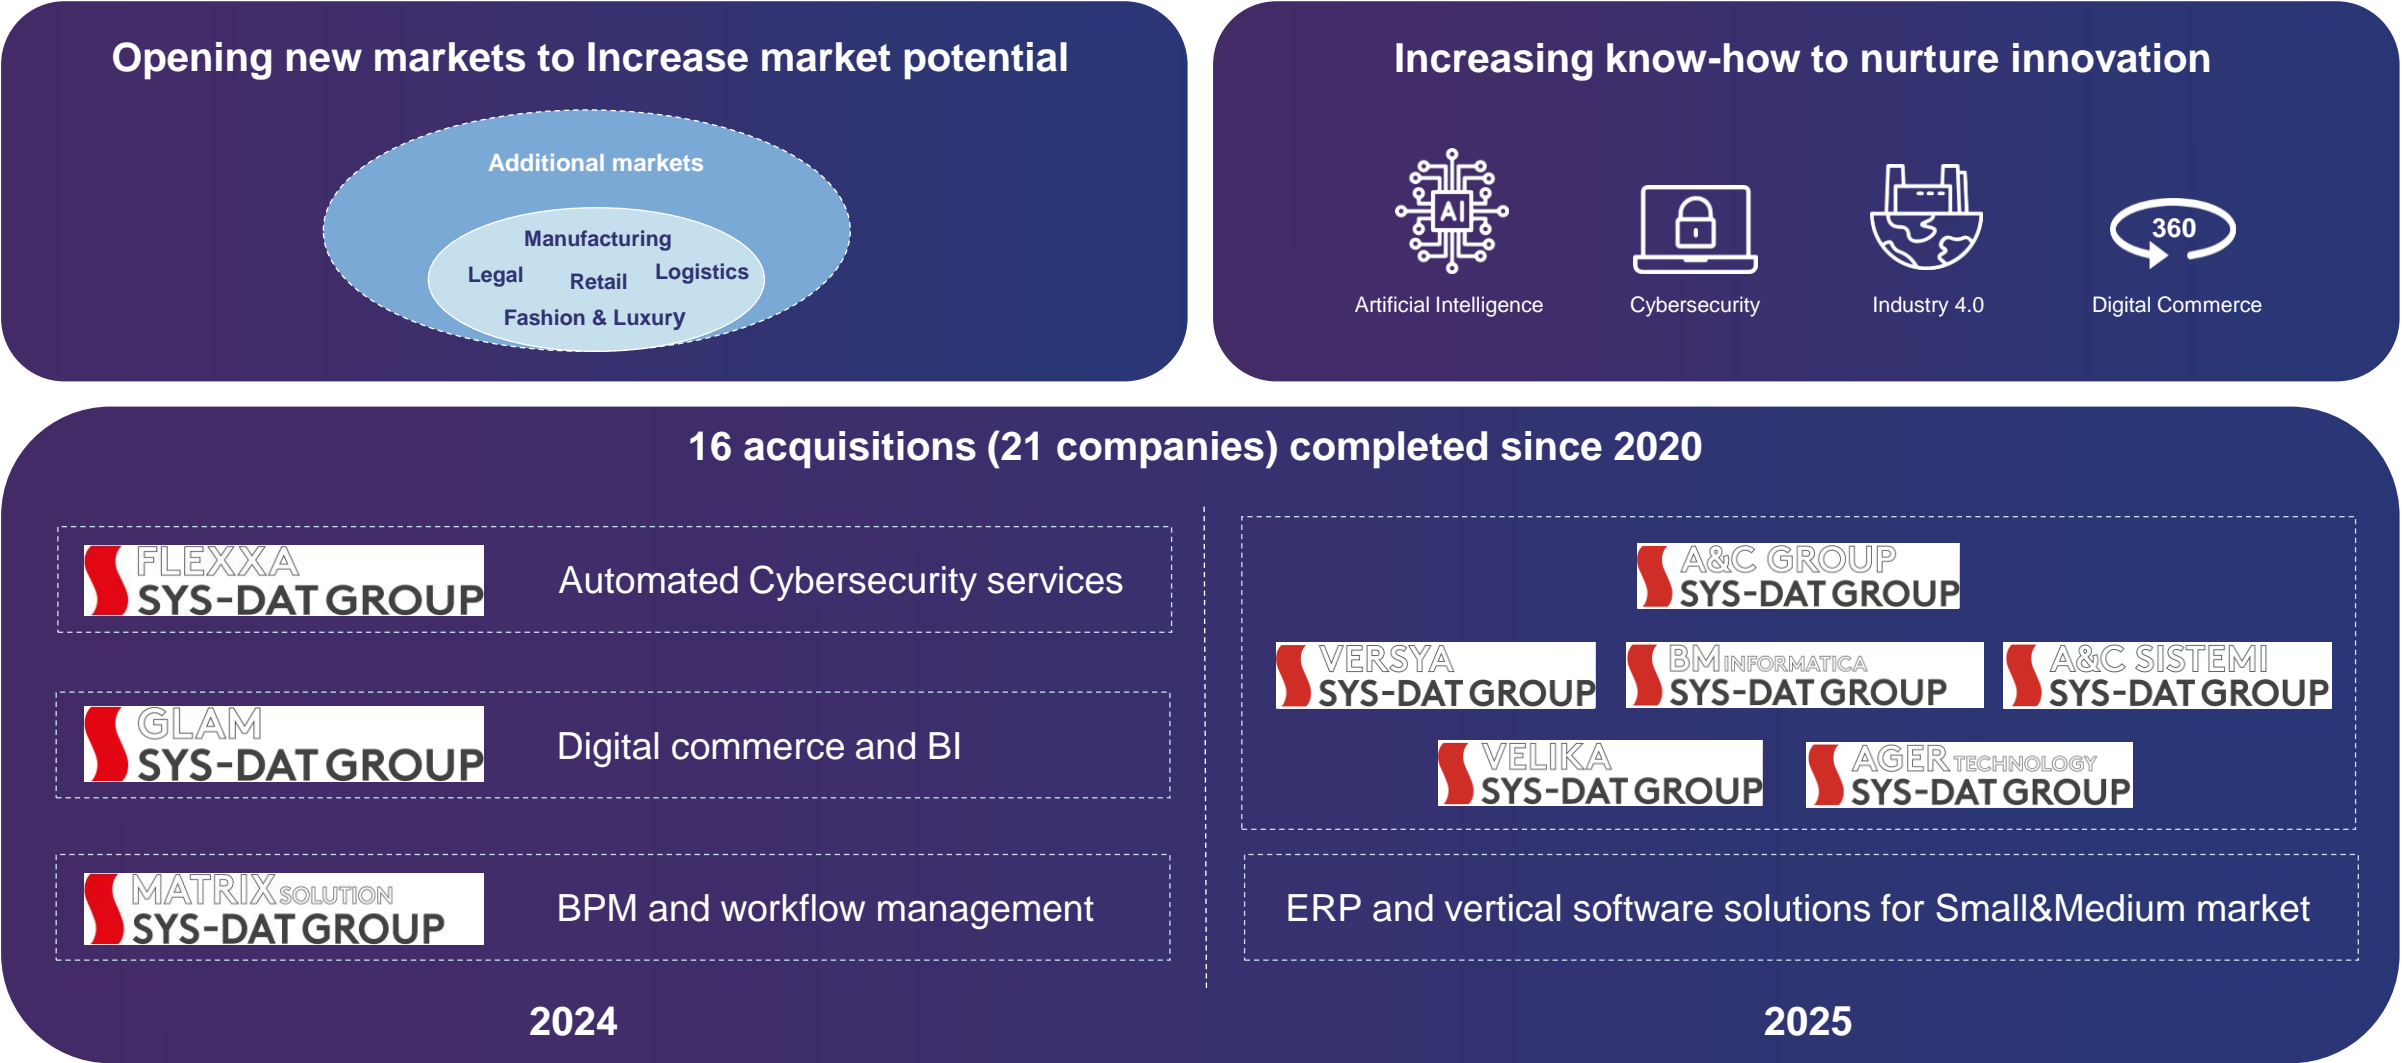 Opening new markets to Increase market potential
Additional markets
Manufacturing
Legal Retail Logistics
Fashion & Luxury
Increasing know-how to nurture innovation
AI
360
Artificial Intelligence
Cybersecurity
Industry 4.0
Digital Commerce
16 acquisitions (21 companies) completed since 2020
FLEXXA
SYS-DAT GROUP
Automated Cybersecurity services
GLAM
SYS-DAT GROUP
Digital commerce and BI
MATRIX SOLUTION
SYS-DAT GROUP
BPM and workflow management
2024
A&C GROUP
SYS-DAT GROUP
VERSYA
SYS-DAT GROUP
BM INFORMATICA
SYS-DAT GROUP
A&C SISTEMI
SYS-DAT GROUP
VELIKA
SYS-DAT GROUP
AGER TECHNOLOGY
SYS-DAT GROUP
ERP and vertical software solutions for Small&Medium market
2025